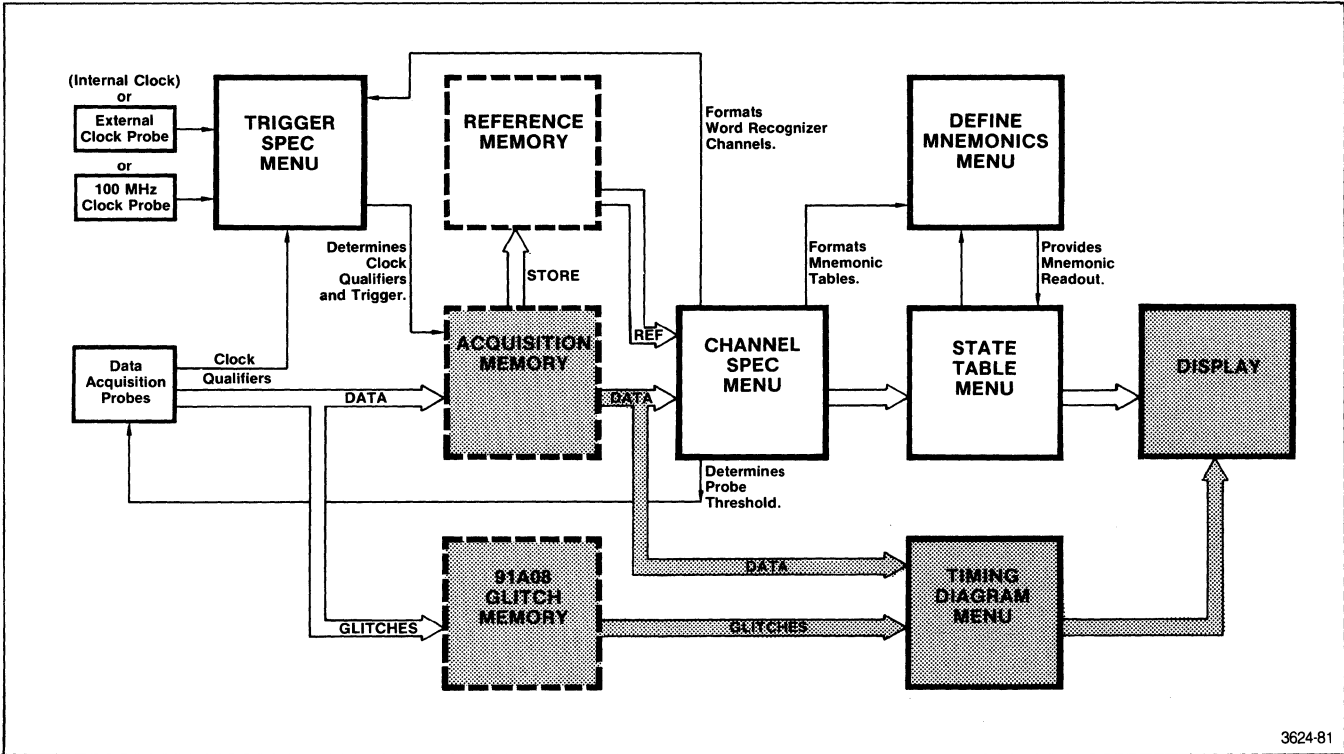 (Internal Clock)
or
External
Clock Probe
or
100 MHz
Clock Probe
TRIGGER
SPEC
MENU
REFERENCE
MEMORY
Formats
Word Recognizer
Channels.
DEFINE
MNEMONICS
MENU
Determines
Clock
Qualifiers
and Trigger.
STORE
Formats
Mnemonic
Tables.
Provides
Mnemonic
Readout.
Data
Acquisition
Probes
Clock
Qualifiers
DATA
ACQUISITION
MEMORY
REF
DATA
CHANNEL
SPEC
MENU
STATE
TABLE
MENU
DISPLAY
Determines
Probe
Threshold.
GLITCHES
91A08
GLITCH
MEMORY
DATA
GLITCHES
TIMING
DIAGRAM
MENU
3624-81